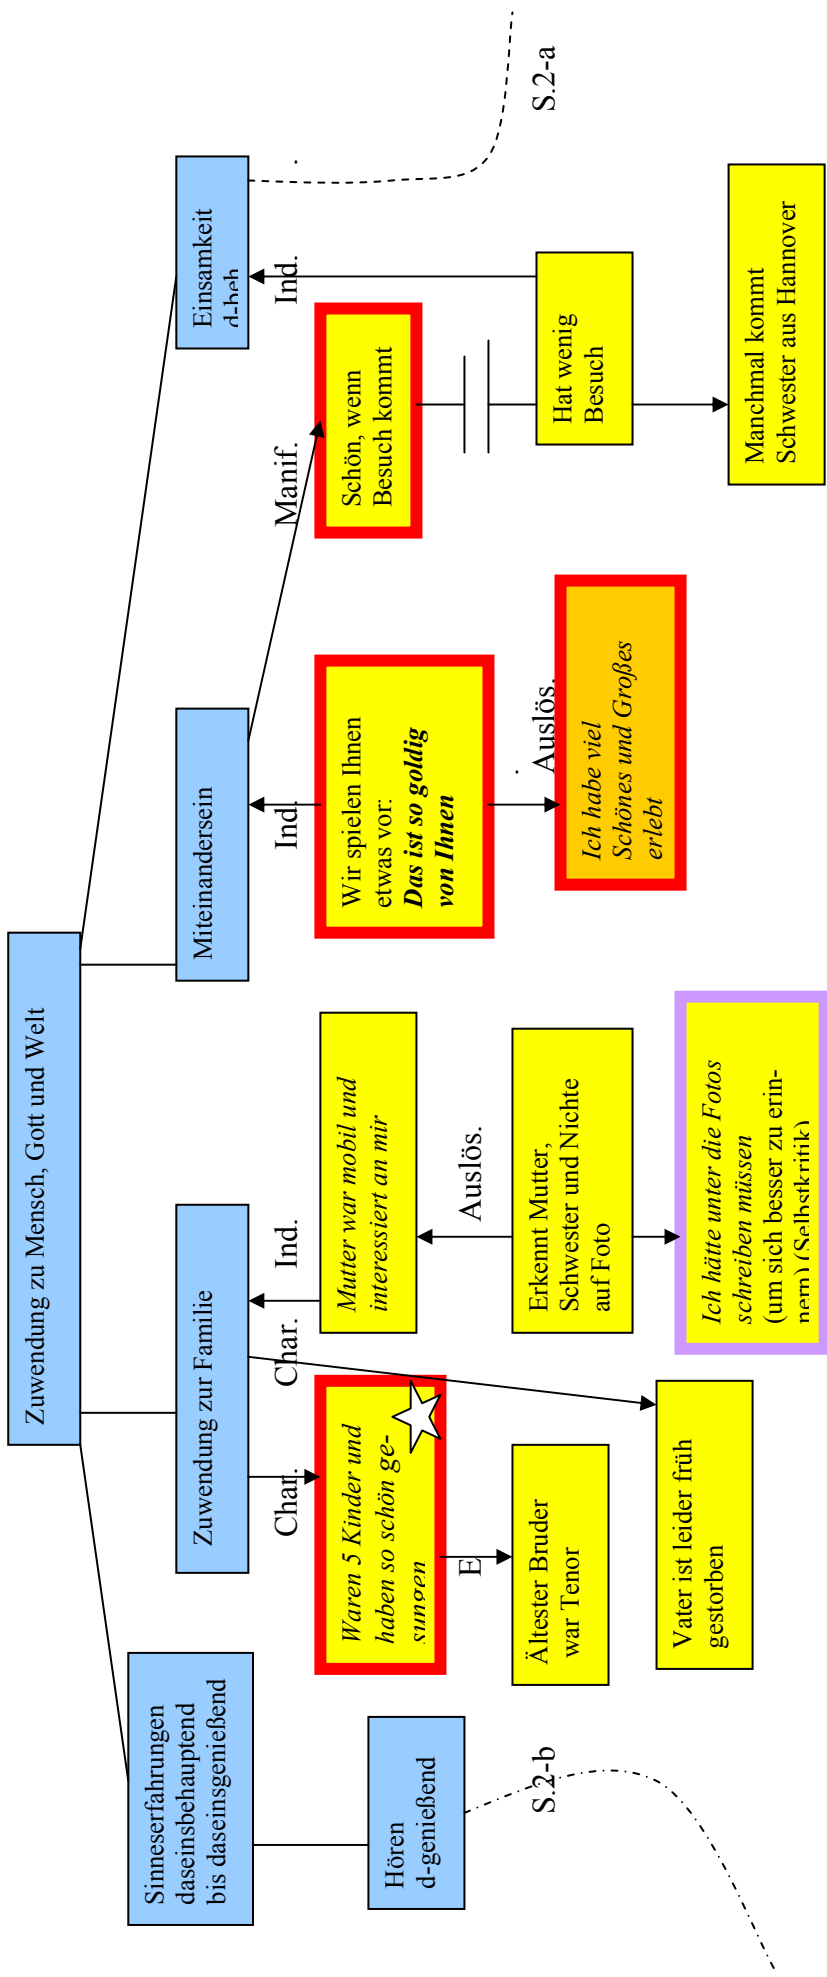 Zuwendung zu Mensch, Gott und Welt
Sinneserfahrungen
daseinsbehauptend
bis daseinsgenießend
Zuwendung zur Familie
Miteinandersein
Einsamkeit
d-beh
Char.
Char.
Ind.
Ind.
Manif.
Ind.
Hören
d-genießend
Waren 5 Kinder und
haben so schön ge-
sungen
Mutter war mobil und
interessiert an mir
Wir spielen Ihnen
etwas vor:
Das ist so goldig
von Ihnen
Schön, wenn
Besuch kommt
E
Auslös.
Auslös.
S.2-b
S.2-a
Ältester Bruder
war Tenor
Erkennt Mutter,
Schwester und Nichte
auf Foto
Ich habe viel
Schönes und Großes
erlebt
Hat wenig
Besuch
Vater ist leider früh
gestorben
Ich hätte unter die Fotos
schreiben müssen
(um sich besser zu erin-
nern) (Selbstkritik)
Manchmal kommt
Schwester aus Hannover